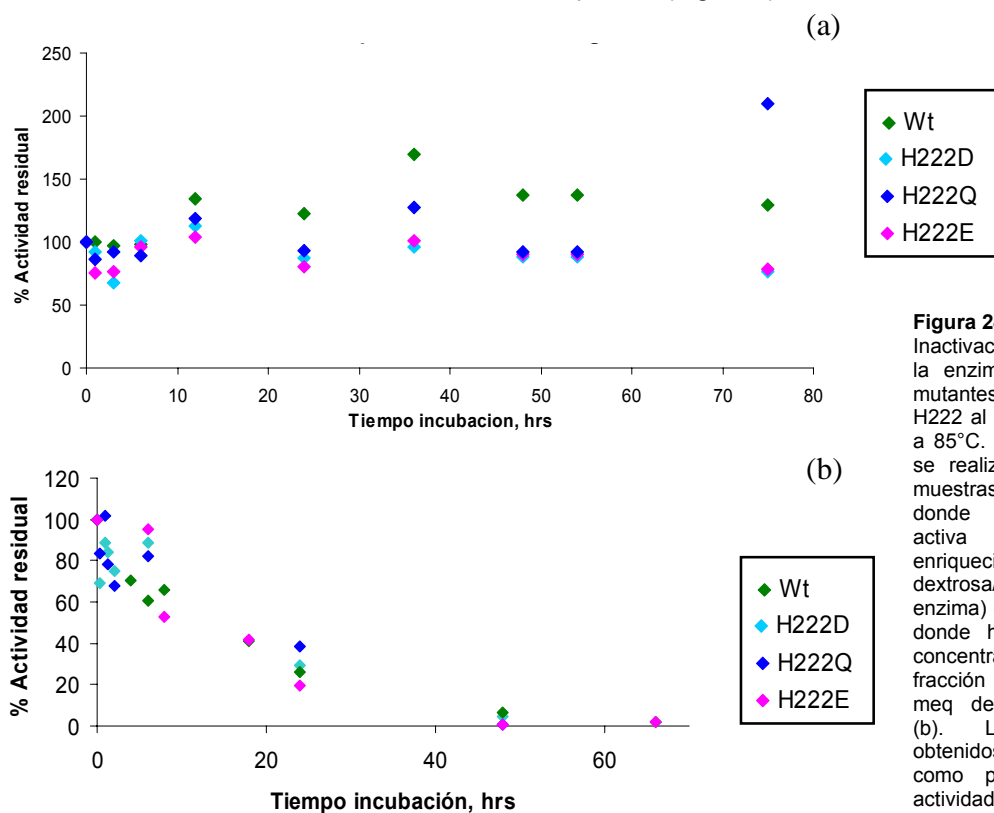 (a)
250
200
150
100
50
0
% Actividad residual
0 10 20 30 40 50 60 70 80
Tiempo incubacion, hrs
Wt
H222D
H222Q
H222E
(b)
120
100
80
60
40
20
0
% Actividad residual
0 20 40 60
Tiempo incubación, hrs
Wt
H222D
H222Q
H222E
Figura 2
Inactivac
la enzim
mutantes
H222 al
a 85°C.
se realiz
muestras
donde
activa
enriqueci
dextrosa/
enzima)
donde h
concentra
fracción
meq de
(b). L
obtenidos
como p
actividad